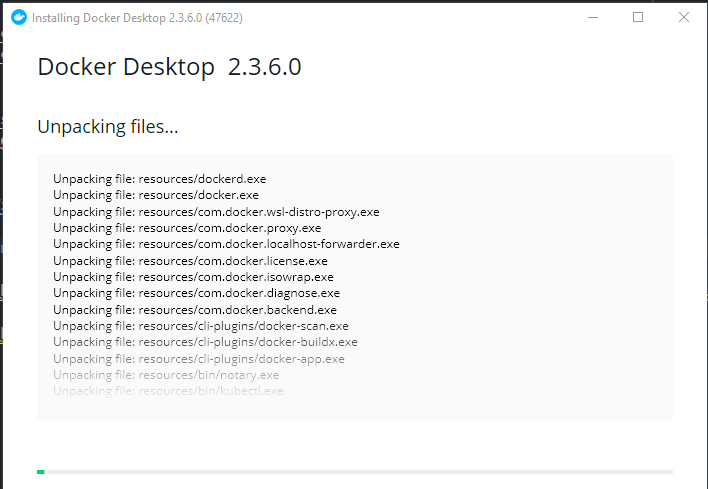 Installing Docker Desktop 2.3.6.0 (47622)
Docker Desktop 2.3.6.0
Unpacking files...
Unpacking file: resources/dockerd.exe
Unpacking file: resources/docker.exe
Unpacking file: resources/com.docker.wsl-distro-proxy.exe
Unpacking file: resources/com.docker.proxy.exe
Unpacking file: resources/com.docker.localhost-forwarder.exe
Unpacking file: resources/com.docker.license.exe
Unpacking file: resources/com.docker.isowrap.exe
Unpacking file: resources/com.docker.diagnose.exe
Unpacking file: resources/com.docker.backend.exe
Unpacking file: resources/cli-plugins/docker-scan.exe
Unpacking file: resources/cli-plugins/docker-buildx.exe
Unpacking file: resources/cli-plugins/docker-app.exe
Unpacking file: resources/bin/notary.exe
Unpacking file: resources/bin/kubectl.exe